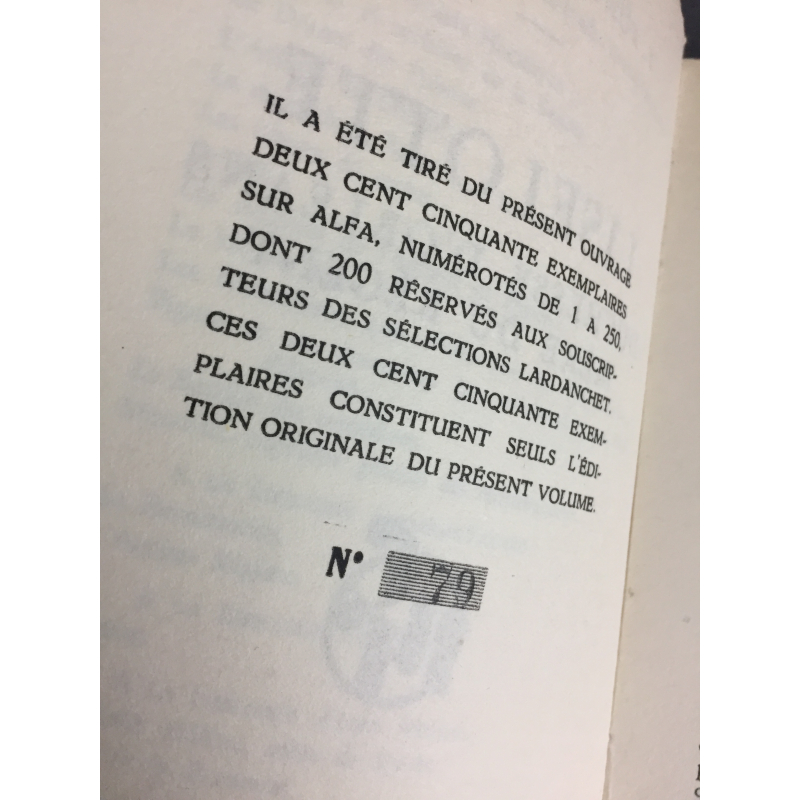 IL A ÉTÉ TIRÉ DU PRÉSENT OUVRAGE
DEUX CENT CINQUANTE EXEMPLAIRES
SUR ALFA, NUMÉROTÉS DE 1 A 250,
DONT 200 RÉSERVÉS AUX SOUSCRIP-
TEURS DES SÉLECTIONS LARDANCHET.
CES DEUX CENT CINQUANTE EXEM-
PLAIRES CONSTITUENT SEULS L'ÉDI-
TION ORIGINALE DU PRÉSENT VOLUME.
N° 79